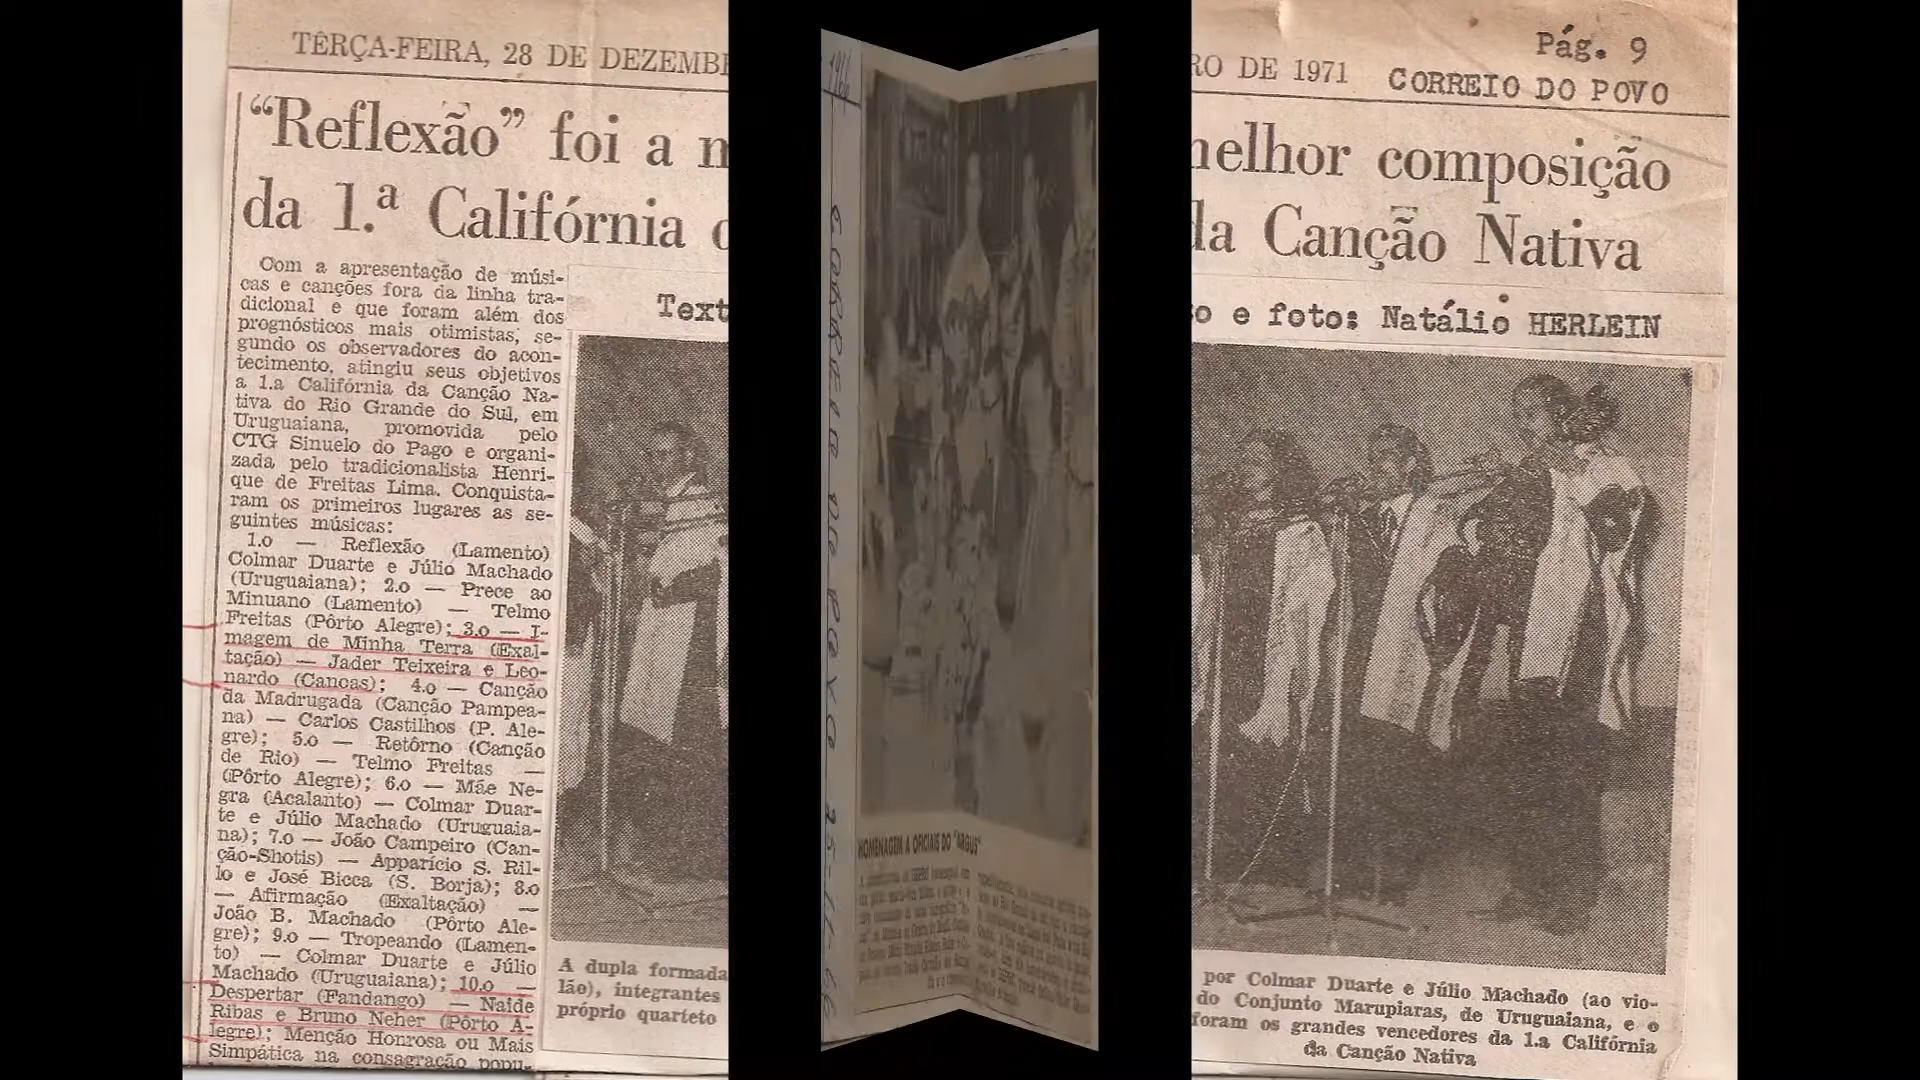 TÊRÇA-FEIRA, 28 DE DEZEMB
"Reflexão" foi a m
da 1.ª Califórnia
Com a apresentação de músi-
cas e canções fora da linha tra-
dicional e que foram além dos
prognósticos mais otimistas, se-
gundo os observadores do acon-
tecimento, atingiu seus objetivos
a 1.a Califórnia da Canção Na-
tiva do Rio Grande do Sul, em
Uruguaiana, promovida pelo
CTG Sinuelo do Pago e organi-
zada pelo tradicionalista Henri-
que de Freitas Lima. Conquista-
ram os primeiros lugares as se-
guintes músicas:
1.o — Reflexão (Lamento)
Colmar Duarte e Júlio Machado
(Uruguaiana); 2.o — Prece ao
Minuano (Lamento) — Telmo
Freitas (Pôrto Alegre); 3.o — I-
magem de Minha Terra (Exal-
tação) — Jader Teixeira e Leo-
nardo (Canoas); 4.o — Canção
da Madrugada (Canção Pampea-
na) — Carlos Castilhos (P. Ale-
gre); 5.o — Retôrno (Canção
de Rio) — Telmo Freitas —
(Pôrto Alegre); 6.o — Mãe Ne-
gra (Acalanto) — Colmar Duar-
te e Júlio Machado (Uruguaia-
na); 7.o — João Campeiro (Can-
ção-Shotis) — Apparício S. Ril-
lo e José Bicca (S. Borja); 8.o
— Afirmação (Exaltação) —
João B. Machado (Pôrto Ale-
gre); 9.o — Tropeando (Lamen-
to) — Colmar Duarte e Júlio
Machado (Uruguaiana); 10.o —
Despertar (Fandango) — Naide
Ribas e Bruno Neher (Pôrto A-
legre); Menção Honrosa ou Mais
Simpática na consagração popu-
Text
A dupla formada
lão), integrantes
próprio quarteto
1966
CORREIO DO POVO 25-11-66
HOMENAGEM A OFICIAIS DO "ARGUS"
Pág. 9
RO DE 1971 CORREIO DO POVO
nelhor composição
da Canção Nativa
o e foto: Natálio HERLEIN
por Colmar Duarte e Júlio Machado (ao vio-
do Conjunto Marupiaras, de Uruguaiana, e o
foram os grandes vencedores da 1.a Califórnia
da Canção Nativa